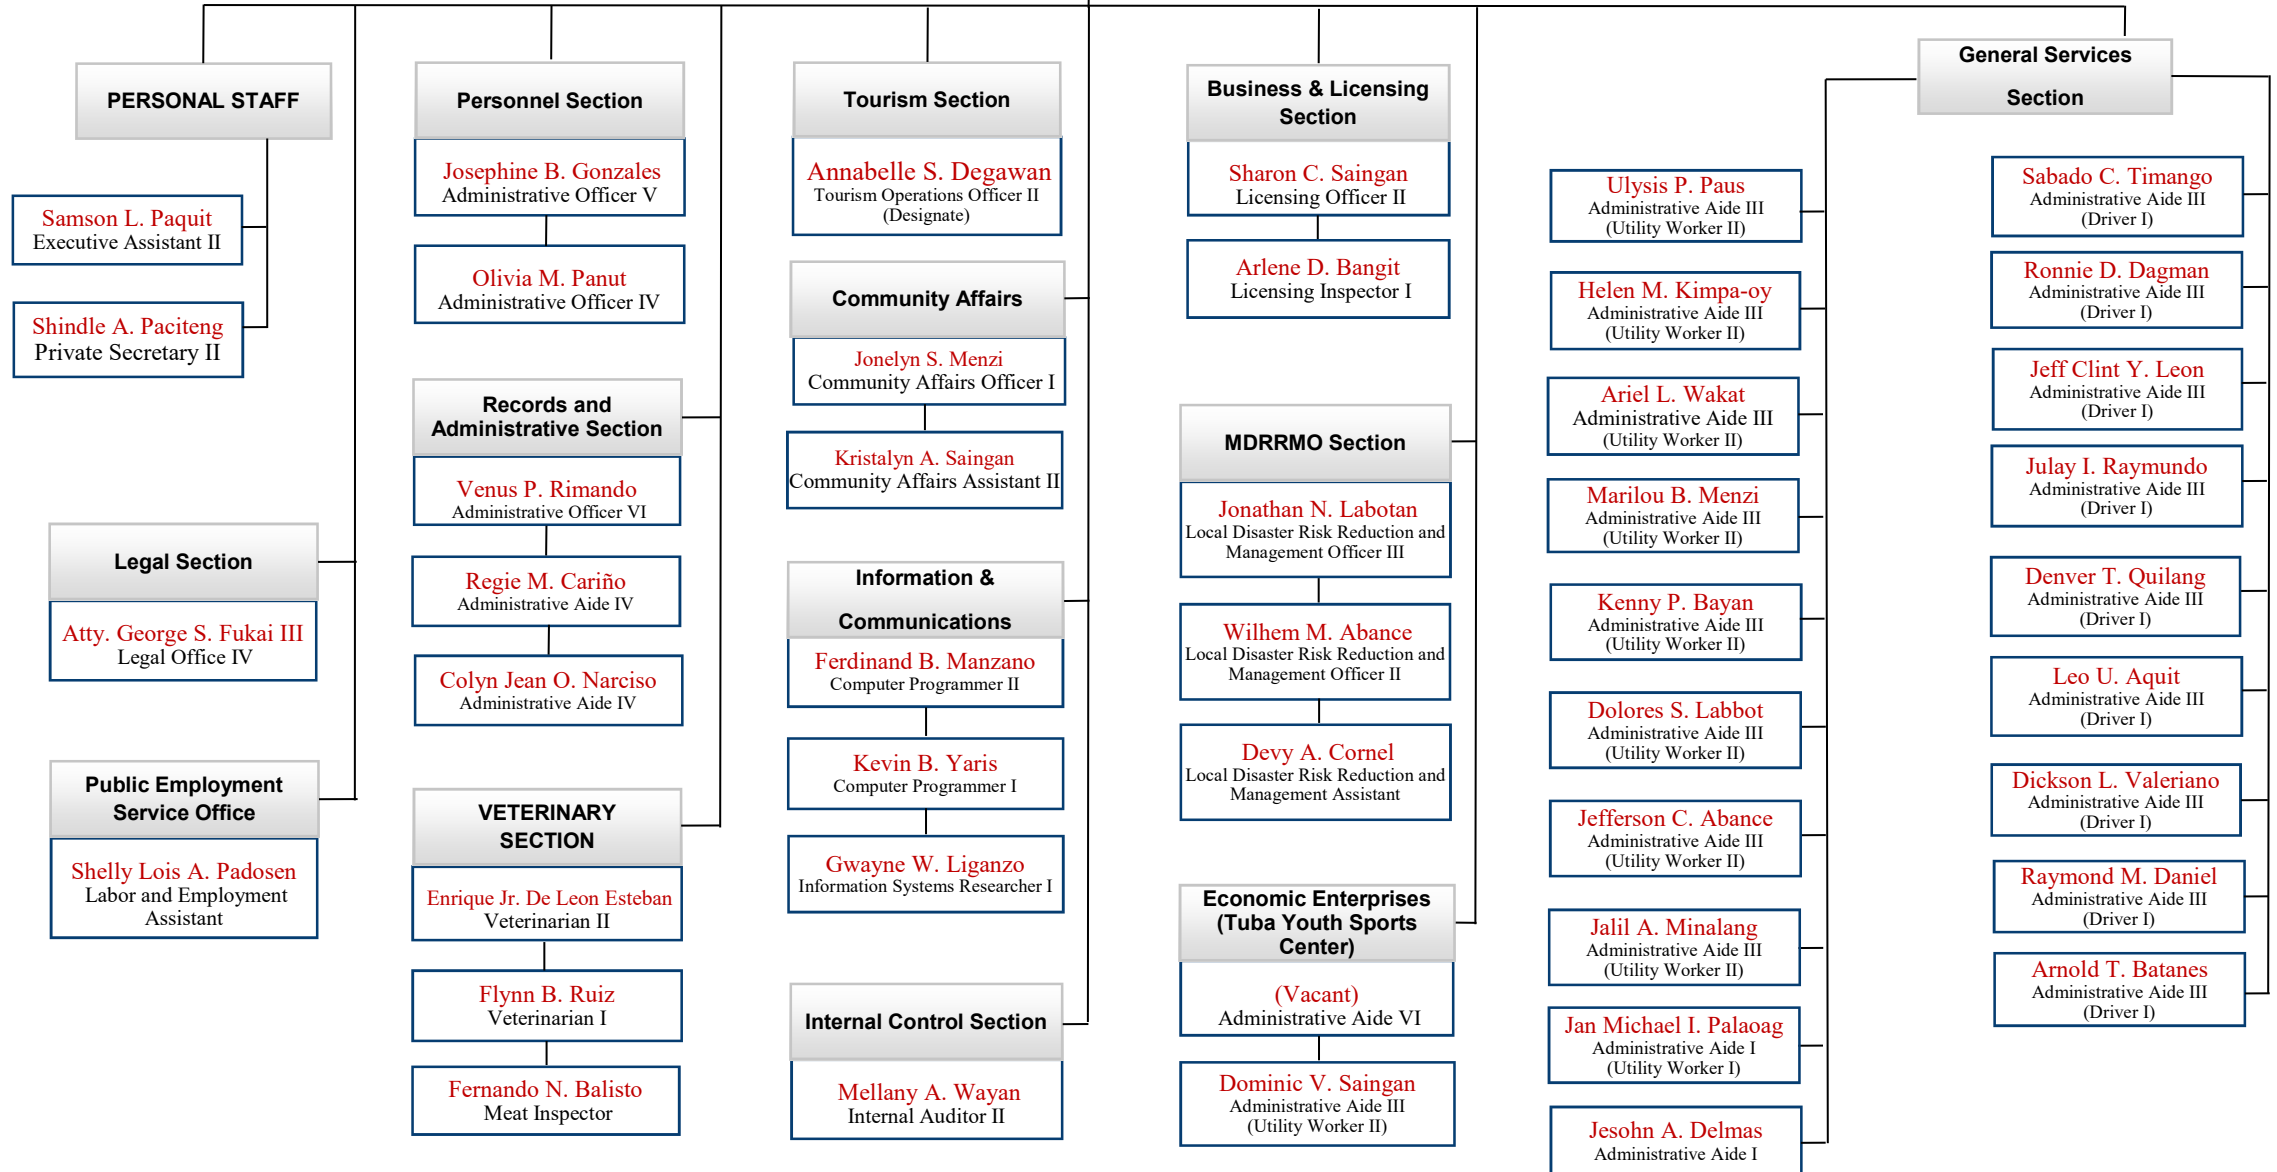 PERSONAL STAFF
Samson L. Paquit
Executive Assistant II
Shindle A. Paciteng
Private Secretary II
Legal Section
Atty. George S. Fukai III
Legal Office IV
Public Employment
Service Office
Shelly Lois A. Padosen
Labor and Employment
Assistant
Personnel Section
Josephine B. Gonzales
Administrative Officer V
Olivia M. Panut
Administrative Officer IV
Records and
Administrative Section
Venus P. Rimando
Administrative Officer VI
Regie M. Cariño
Administrative Aide IV
Colyn Jean O. Narciso
Administrative Aide IV
VETERINARY
SECTION
Enrique Jr. De Leon Esteban
Veterinarian II
Flynn B. Ruiz
Veterinarian I
Fernando N. Balisto
Meat Inspector
Tourism Section
Annabelle S. Degawan
Tourism Operations Officer II
(Designate)
Community Affairs
Jonelyn S. Menzi
Community Affairs Officer I
Kristalyn A. Saingan
Community Affairs Assistant II
Information &
Communications
Ferdinand B. Manzano
Computer Programmer II
Kevin B. Yaris
Computer Programmer I
Gwayne W. Liganzo
Information Systems Researcher I
Internal Control Section
Mellany A. Wayan
Internal Auditor II
Business & Licensing
Section
Sharon C. Saingan
Licensing Officer II
Arlene D. Bangit
Licensing Inspector I
MDRRMO Section
Jonathan N. Labotan
Local Disaster Risk Reduction and
Management Officer III
Wilhem M. Abance
Local Disaster Risk Reduction and
Management Officer II
Devy A. Cornel
Local Disaster Risk Reduction and
Management Assistant
Economic Enterprises
(Tuba Youth Sports
Center)
(Vacant)
Administrative Aide VI
Dominic V. Saingan
Administrative Aide III
(Utility Worker II)
General Services
Section
Ulysis P. Paus
Administrative Aide III
(Utility Worker II)
Helen M. Kimpa-oy
Administrative Aide III
(Utility Worker II)
Ariel L. Wakat
Administrative Aide III
(Utility Worker II)
Marilou B. Menzi
Administrative Aide III
(Utility Worker II)
Kenny P. Bayan
Administrative Aide III
(Utility Worker II)
Dolores S. Labbot
Administrative Aide III
(Utility Worker II)
Jefferson C. Abance
Administrative Aide III
(Utility Worker II)
Jalil A. Minalang
Administrative Aide III
(Utility Worker II)
Jan Michael I. Palaoag
Administrative Aide I
(Utility Worker I)
Jesohn A. Delmas
Administrative Aide I
Sabado C. Timango
Administrative Aide III
(Driver I)
Ronnie D. Dagman
Administrative Aide III
(Driver I)
Jeff Clint Y. Leon
Administrative Aide III
(Driver I)
Julay I. Raymundo
Administrative Aide III
(Driver I)
Denver T. Quilang
Administrative Aide III
(Driver I)
Leo U. Aquit
Administrative Aide III
(Driver I)
Dickson L. Valeriano
Administrative Aide III
(Driver I)
Raymond M. Daniel
Administrative Aide III
(Driver I)
Arnold T. Batanes
Administrative Aide III
(Driver I)